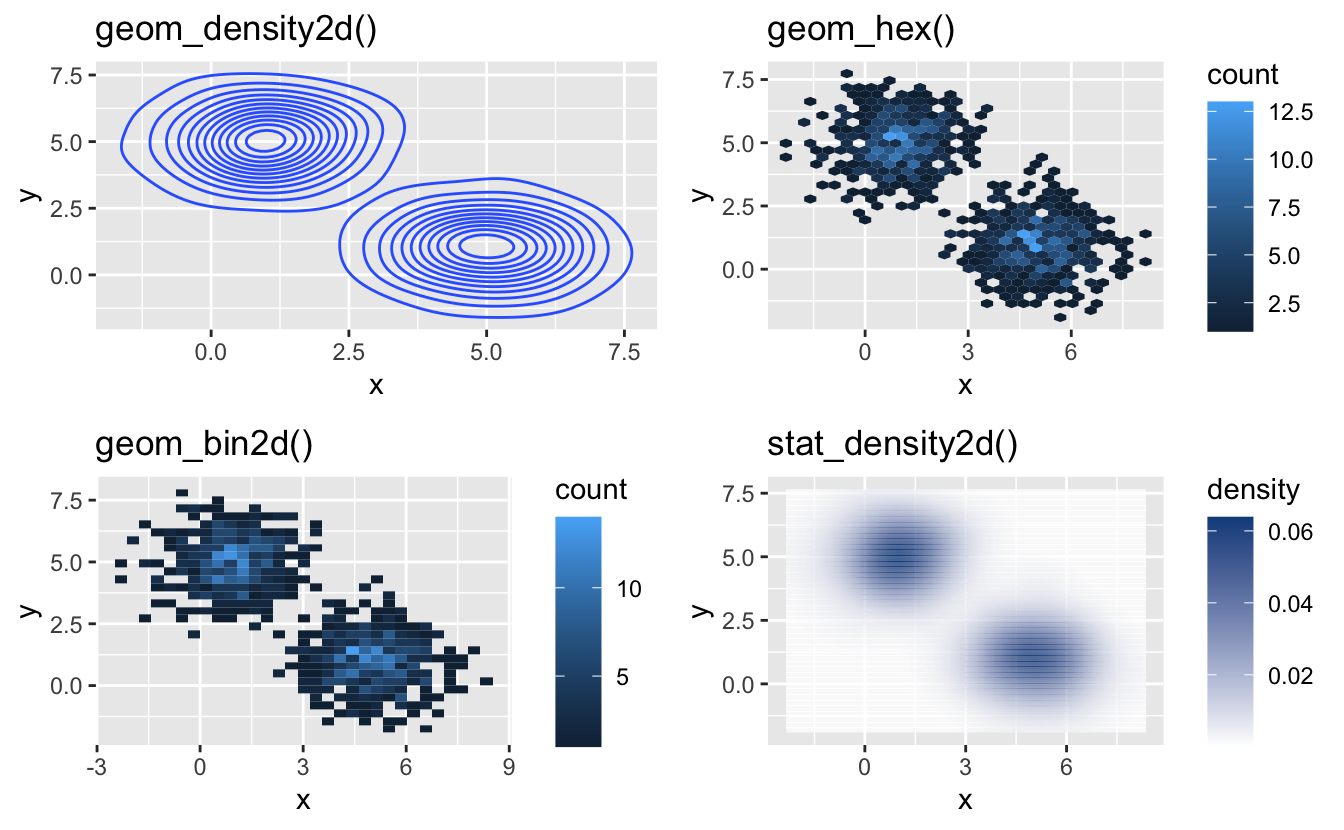 geom_density2d()
7.5
5.0
2.5
0.0
y
0.0 2.5 5.0 7.5
x
geom_hex()
7.5
5.0
2.5
0.0
y
0 3 6
x
count
12.5
10.0
7.5
5.0
2.5
geom_bin2d()
7.5
5.0
2.5
0.0
y
-3 0 3 6 9
x
count
10
5
stat_density2d()
7.5
5.0
2.5
0.0
y
0 3 6
x
density
0.06
0.04
0.02